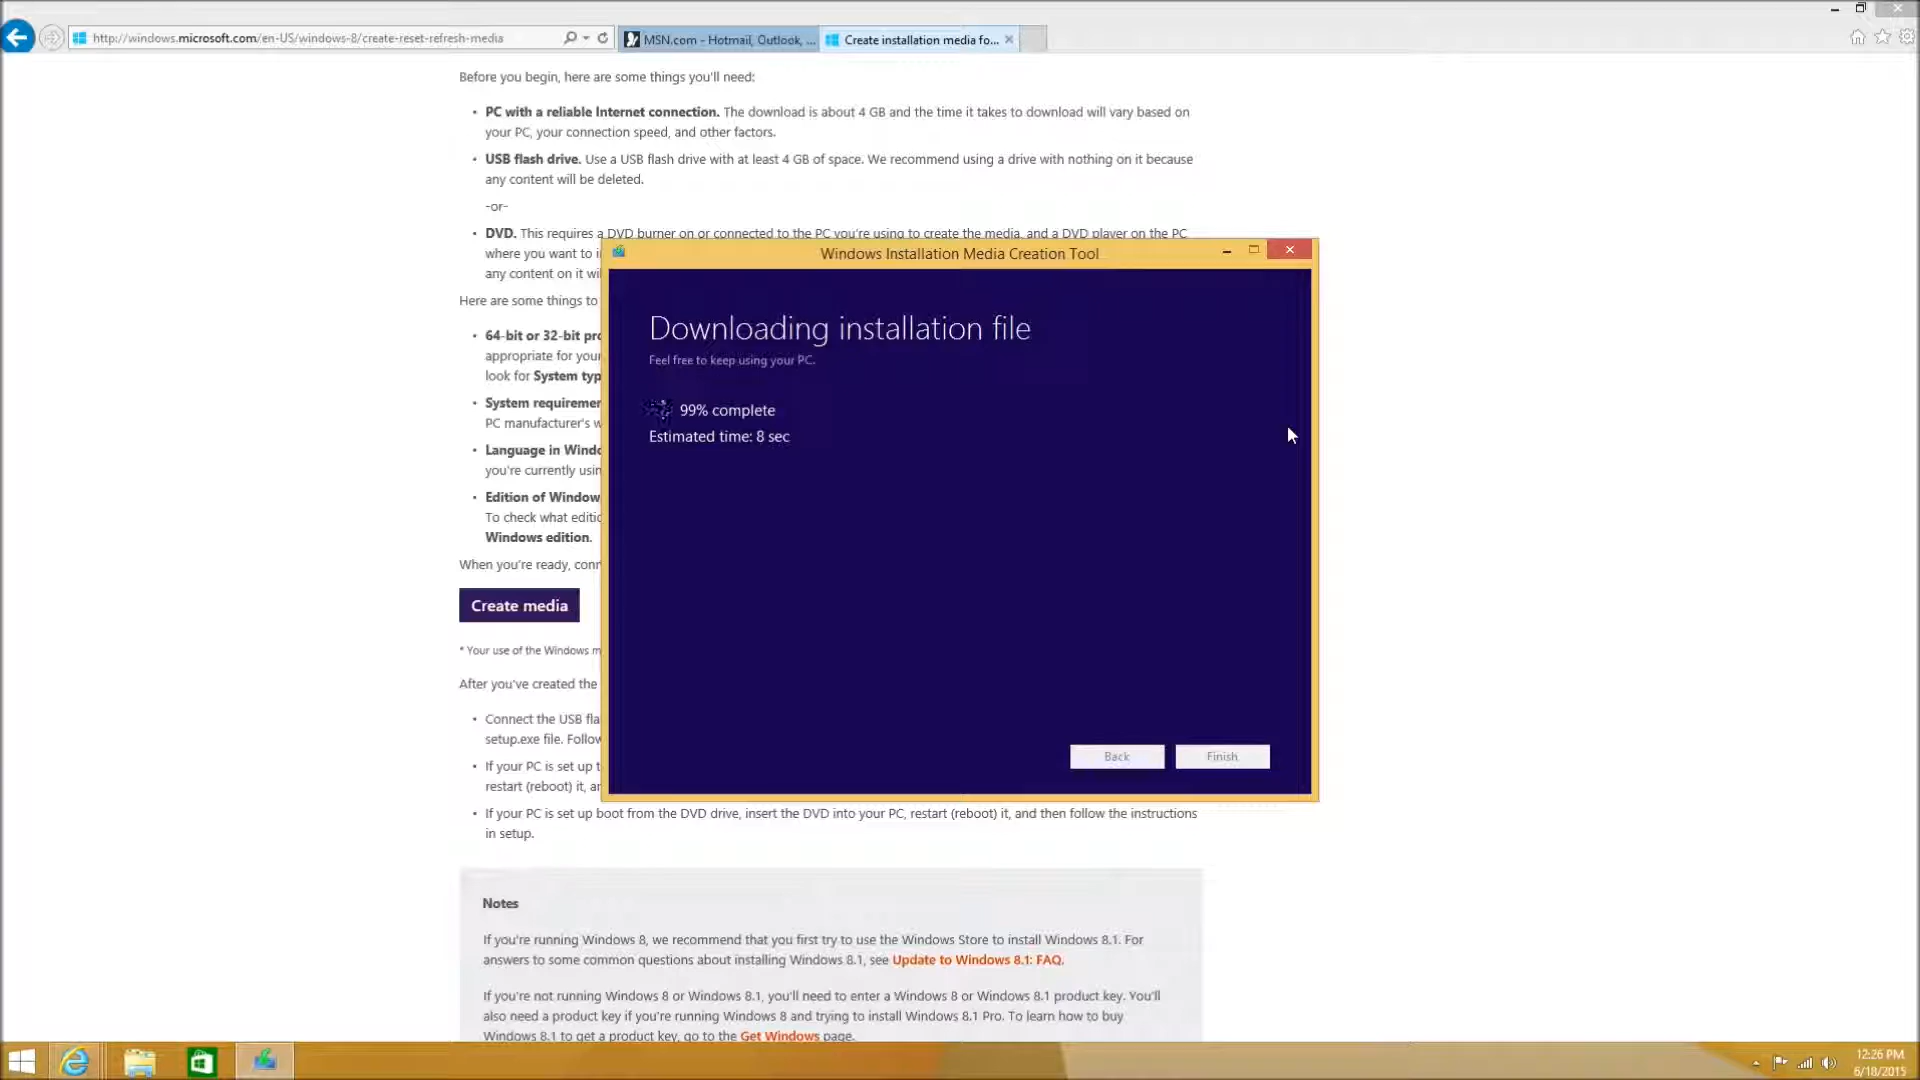 http://windows.microsoft.com/en-US/windows-8/create-reset-refresh-media
MSN.com - Hotmail, Outlook, ...
Create installation media fo...
Before you begin, here are some things you'll need:
• PC with a reliable Internet connection. The download is about 4 GB and the time it takes to download will vary based on
your PC, your connection speed, and other factors.
• USB flash drive. Use a USB flash drive with at least 4 GB of space. We recommend using a drive with nothing on it because
any content will be deleted.
-or-
• DVD. This requires a DVD burner on or connected to the PC you're using to create the media, and a DVD player on the PC
where you want to i
any content on it wi
Here are some things to
• 64-bit or 32-bit pro
appropriate for your
look for System typ
• System requiremen
PC manufacturer's w
• Language in Windo
you're currently usin
• Edition of Window
To check what editio
Windows edition.
When you're ready, conn
Create media
* Your use of the Windows m
After you've created the
• Connect the USB fla
setup.exe file. Follow
• If your PC is set up t
restart (reboot) it, an
• If your PC is set up boot from the DVD drive, insert the DVD into your PC, restart (reboot) it, and then follow the instructions
in setup.
Windows Installation Media Creation Tool
Downloading installation file
Feel free to keep using your PC.
99% complete
Estimated time: 8 sec
Back
Finish
Notes
If you're running Windows 8, we recommend that you first try to use the Windows Store to install Windows 8.1. For
answers to some common questions about installing Windows 8.1, see Update to Windows 8.1: FAQ.
If you're not running Windows 8 or Windows 8.1, you'll need to enter a Windows 8 or Windows 8.1 product key. You'll
also need a product key if you're running Windows 8 and trying to install Windows 8.1 Pro. To learn how to buy
Windows 8.1 to get a product key, go to the Get Windows page.
12:26 PM
6/18/2015